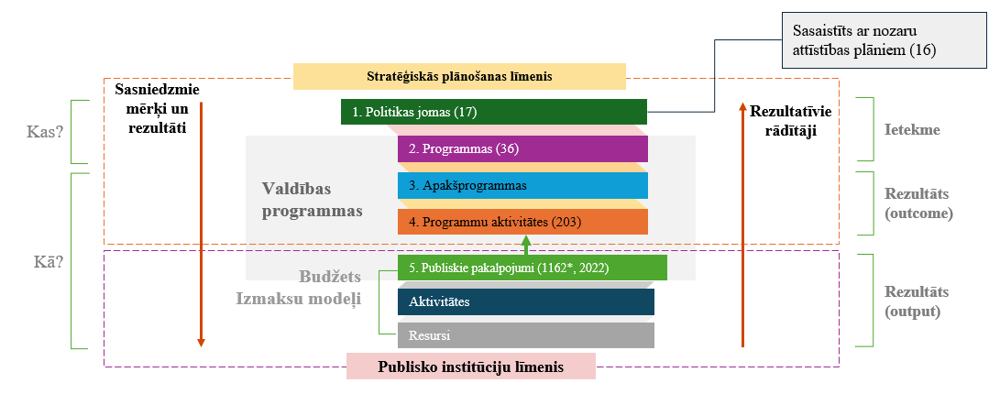 Sasaistīts ar nozaru
attīstības plāniem (16)
Stratēģiskās plānošanas līmenis
Sasniedzmie
mērķi un
rezultāti
1. Politikas jomas (17)
Rezultatīvie
rādītāji
Kas?
Ietekme
2. Programmas (36)
Valdības
programmas
3. Apakšprogrammas
Rezultāts
(outcome)
4. Programmu aktivitātes (203)
Kā?
5. Publiskie pakalpojumi (1162*, 2022)
Budžets
Izmaksu modeļi
Aktivitātes
Rezultāts
(output)
Resursi
Publisko institūciju līmenis